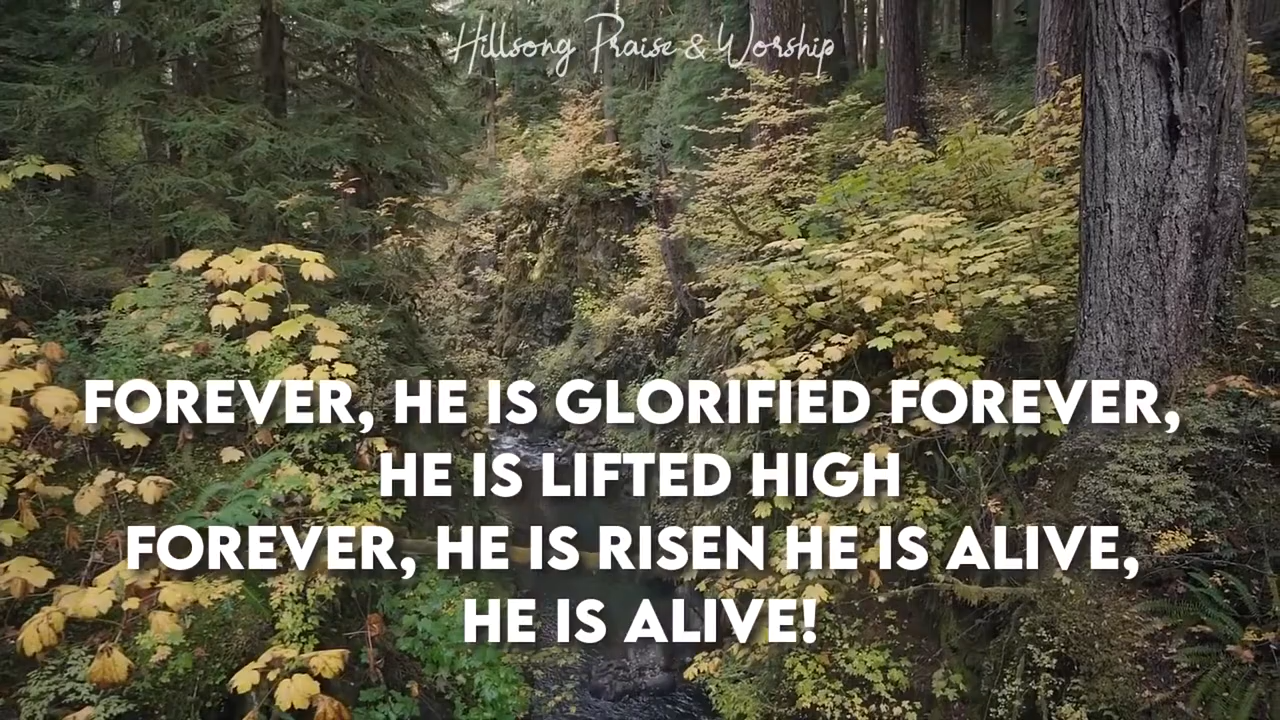 Hillsong Praise & Worship
FOREVER, HE IS GLORIFIED FOREVER,
HE IS LIFTED HIGH
FOREVER, HE IS RISEN HE IS ALIVE,
HE IS ALIVE!